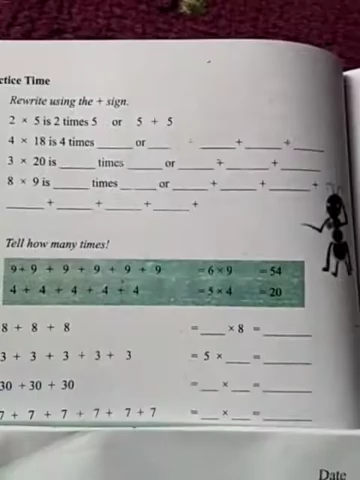 ctice Time
Rewrite using the + sign.
2 × 5 is 2 times 5 or 5 + 5
4 × 18 is 4 times ____ or ____ + ____ + ____
3 × 20 is ____ times ____ or ____ + ____ + ____
8 × 9 is ____ times ____ or ____ + ____ + ____ +
____ + ____ + ____ + ____ +
Tell how many times!
9 + 9 + 9 + 9 + 9 + 9 = 6 × 9 = 54
4 + 4 + 4 + 4 + 4 = 5 × 4 = 20
8 + 8 + 8 = ____ × 8 = ____
3 + 3 + 3 + 3 + 3 = 5 × ____ = ____
30 + 30 + 30 = ____ × ____ = ____
7 + 7 + 7 + 7 + 7 + 7 = ____ × ____ = ____
Date